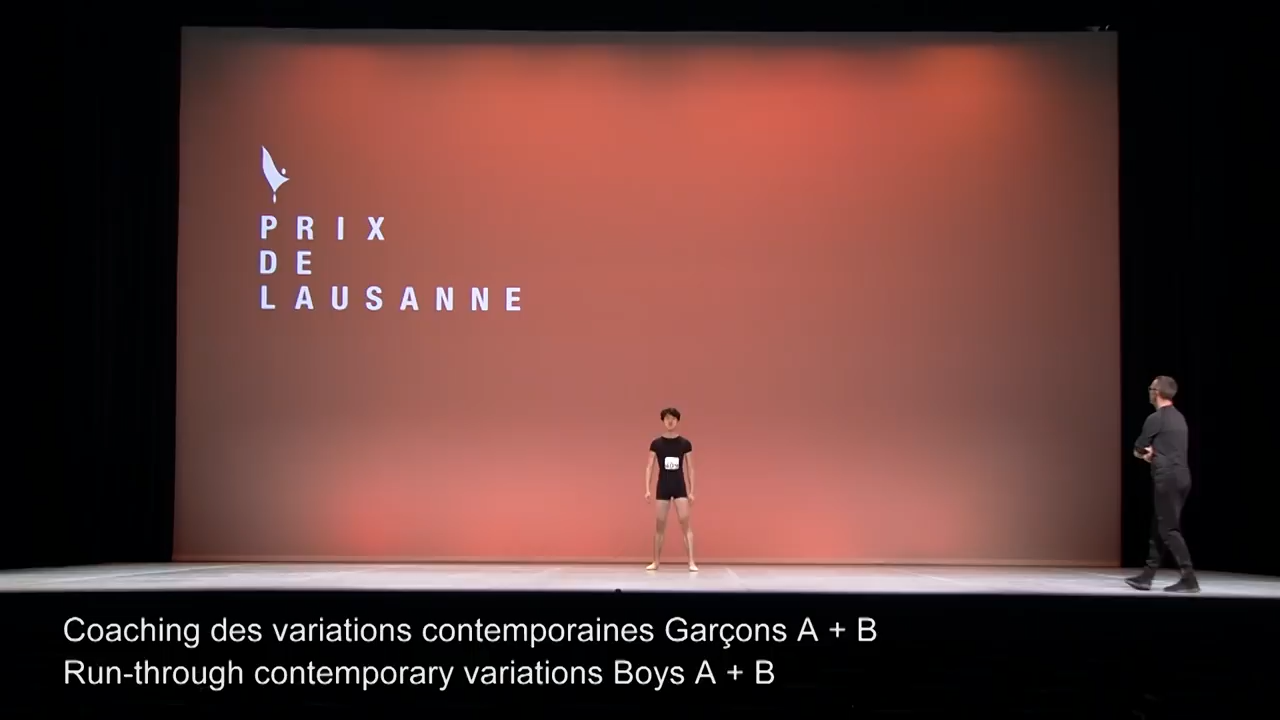 PRIX
DE
LAUSANNE
Coaching des variations contemporaines Garçons A + B
Run-through contemporary variations Boys A + B